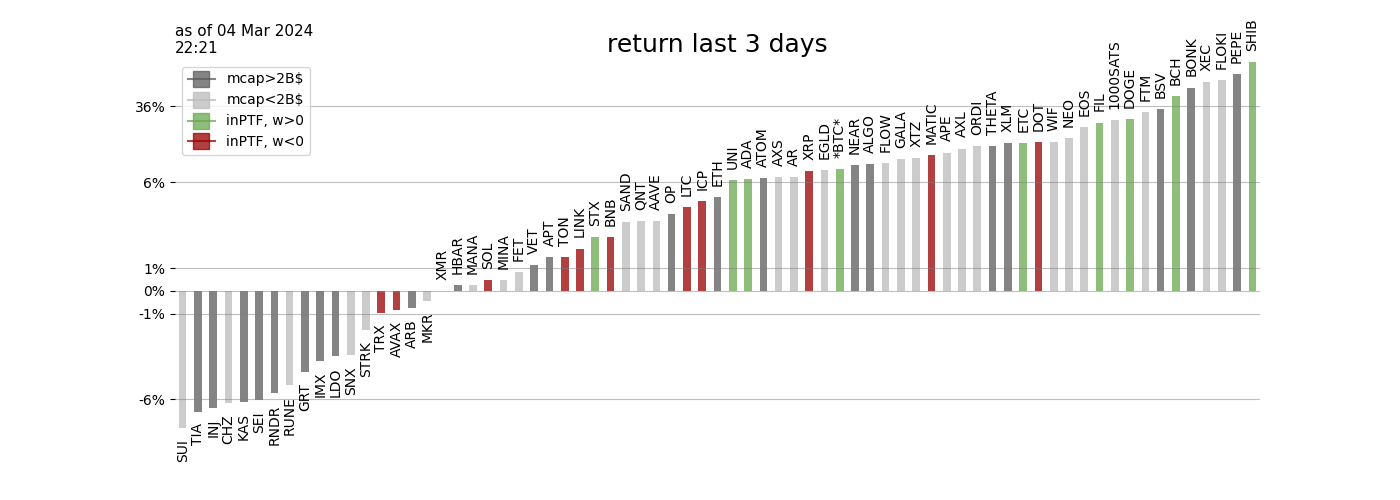 as of 04 Mar 2024
22:21
return last 3 days
mcap>2B$
mcap<2B$
inPTF, w>0
inPTF, w<0
36%
6%
1%
0%
-1%
-6%
SUI
TIA
INJ
CHZ
KAS
SEI
RNDR
RUNE
GRT
IMX
LDO
SNX
STRK
TRX
AVAX
ARB
MKR
XMR
HBAR
MANA
SOL
MINA
FET
VET
APT
TON
LINK
STX
BNB
SAND
QNT
AAVE
OP
LTC
ICP
ETH
UNI
ADA
ATOM
AXS
AR
XRP
EGLD
*BTC*
NEAR
ALGO
FLOW
GALA
XTZ
MATIC
APE
AXL
ORDI
THETA
XLM
ETC
DOT
WIF
NEO
EOS
FIL
1000SATS
DOGE
FTM
BSV
BCH
BONK
XEC
FLOKI
PEPE
SHIB